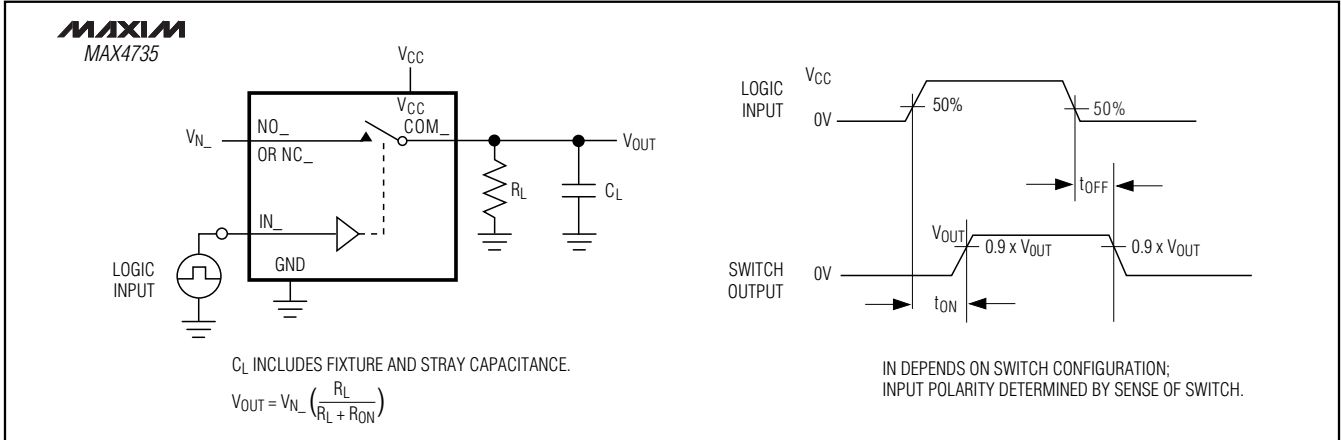 MAXIM
MAX4735
VCC
VCC
VN_
NO_
OR NC_
COM_
VOUT
RL
CL
IN_
GND
LOGIC
INPUT
CL INCLUDES FIXTURE AND STRAY CAPACITANCE.
VOUT = VN_ (RL / RL + RON)
LOGIC
INPUT
VCC
0V
50%
50%
tOFF
SWITCH
OUTPUT
VOUT
0V
0.9 x VOUT
0.9 x VOUT
tON
IN DEPENDS ON SWITCH CONFIGURATION;
INPUT POLARITY DETERMINED BY SENSE OF SWITCH.